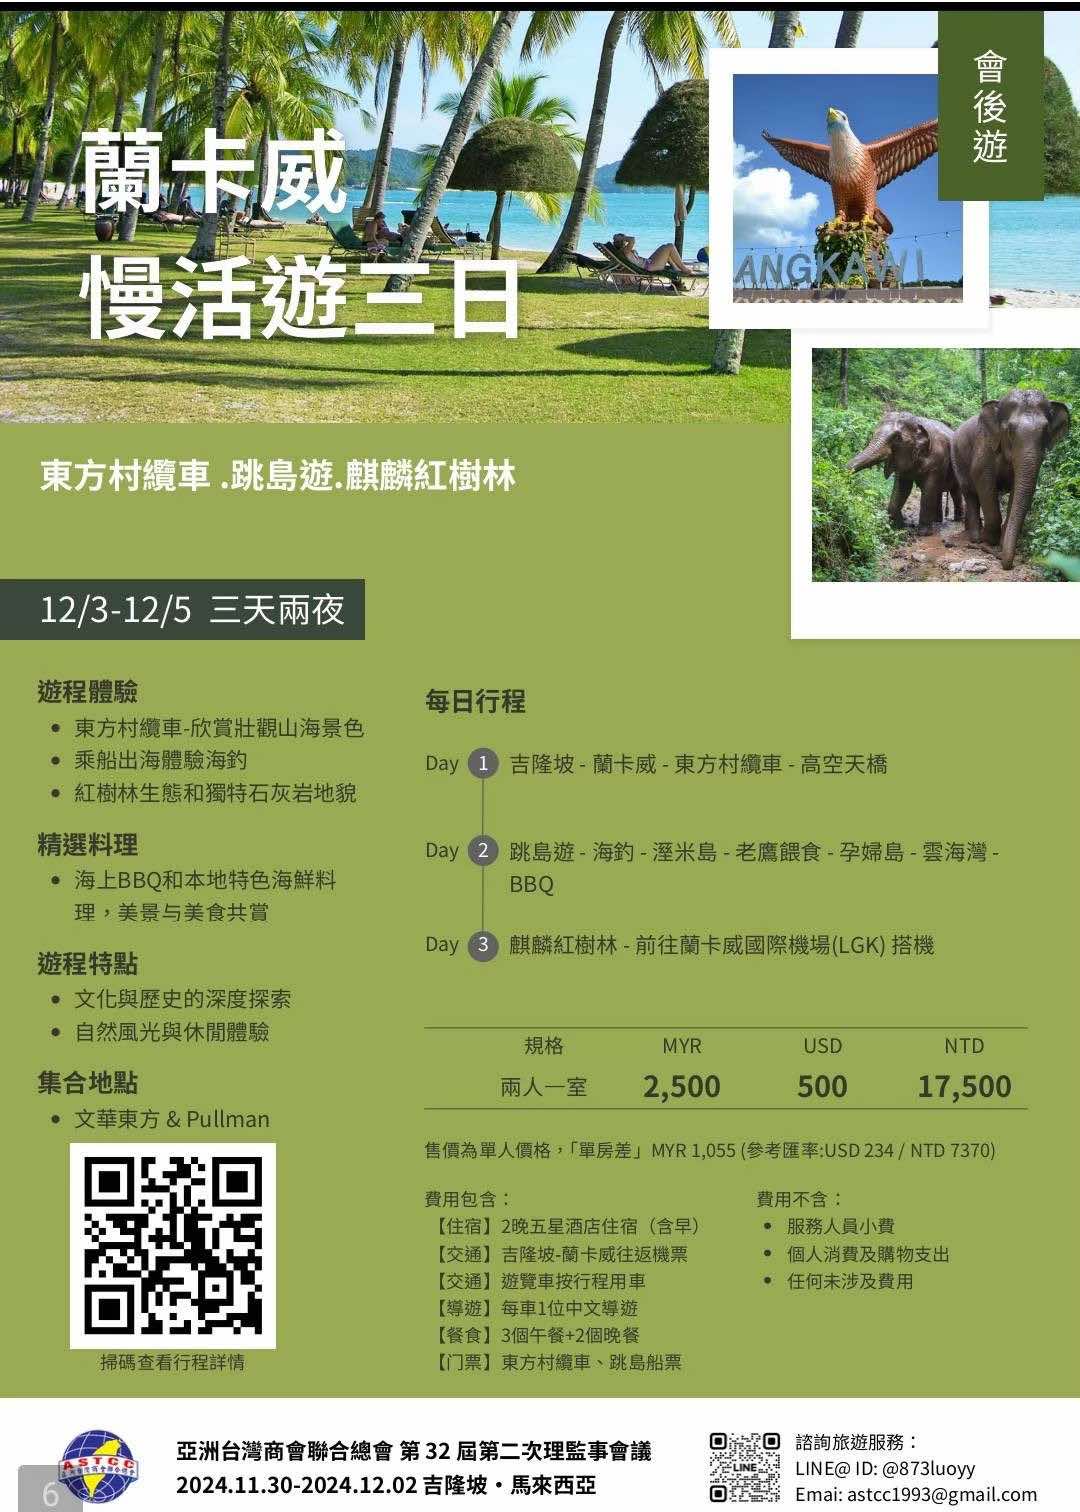 會後遊
蘭卡威
慢活遊三日
LANGKAWI
東方村纜車 .跳島遊.麒麟紅樹林
12/3-12/5 三天兩夜
遊程體驗
• 東方村纜車-欣賞壯觀山海景色
• 乘船出海體驗海釣
• 紅樹林生態和獨特石灰岩地貌
精選料理
• 海上BBQ和本地特色海鮮料
理，美景与美食共賞
遊程特點
• 文化與歷史的深度探索
• 自然風光與休閒體驗
集合地點
• 文華東方 & Pullman
掃碼查看行程詳情
每日行程
Day 1 吉隆坡 - 蘭卡威 - 東方村纜車 - 高空天橋
Day 2 跳島遊 - 海釣 - 溼米島 - 老鷹餵食 - 孕婦島 - 雲海灣 -
BBQ
Day 3 麒麟紅樹林 - 前往蘭卡威國際機場(LGK) 搭機
規格 MYR USD NTD
兩人一室 2,500 500 17,500
售價為單人價格，「單房差」MYR 1,055 (參考匯率:USD 234 / NTD 7370)
費用包含：
【住宿】2晚五星酒店住宿（含早）
【交通】吉隆坡-蘭卡威往返機票
【交通】遊覽車按行程用車
【導遊】每車1位中文導遊
【餐食】3個午餐+2個晚餐
【门票】東方村纜車、跳島船票
費用不含：
• 服務人員小費
• 個人消費及購物支出
• 任何未涉及費用
ASTCC
亞洲台灣商會聯合總會
6
亞洲台灣商會聯合總會 第 32 屆第二次理監事會議
2024.11.30-2024.12.02 吉隆坡·馬來西亞
LINE
諮詢旅遊服務：
LINE@ ID: @873luoyy
Emai: astcc1993@gmail.com